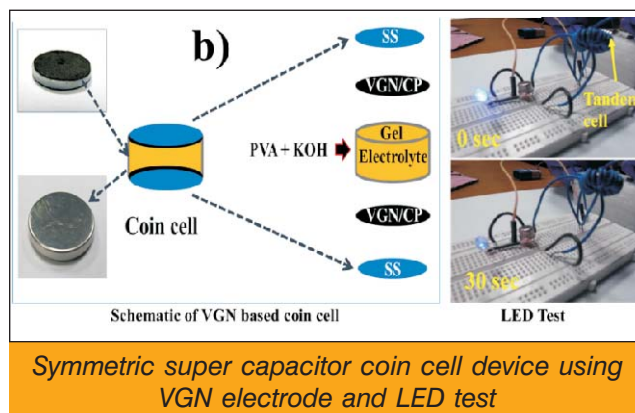 b)
SS
VGN/CP
PVA+KOH
Gel
Electrolyte
VGN/CP
SS
Coin cell
Schematic of VGN based coin cell
Tandem
cell
0 sec
30 sec
LED Test
Symmetric super capacitor coin cell device using
VGN electrode and LED test